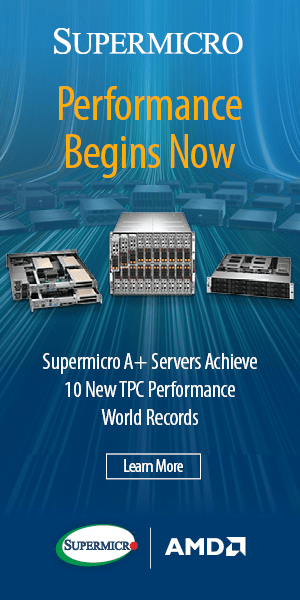 SUPERMICRO
Performance
Begins Now
Supermicro A+ Servers Achieve
10 New TPC Performance
World Records
Learn More
SUPERMICRO
AMD